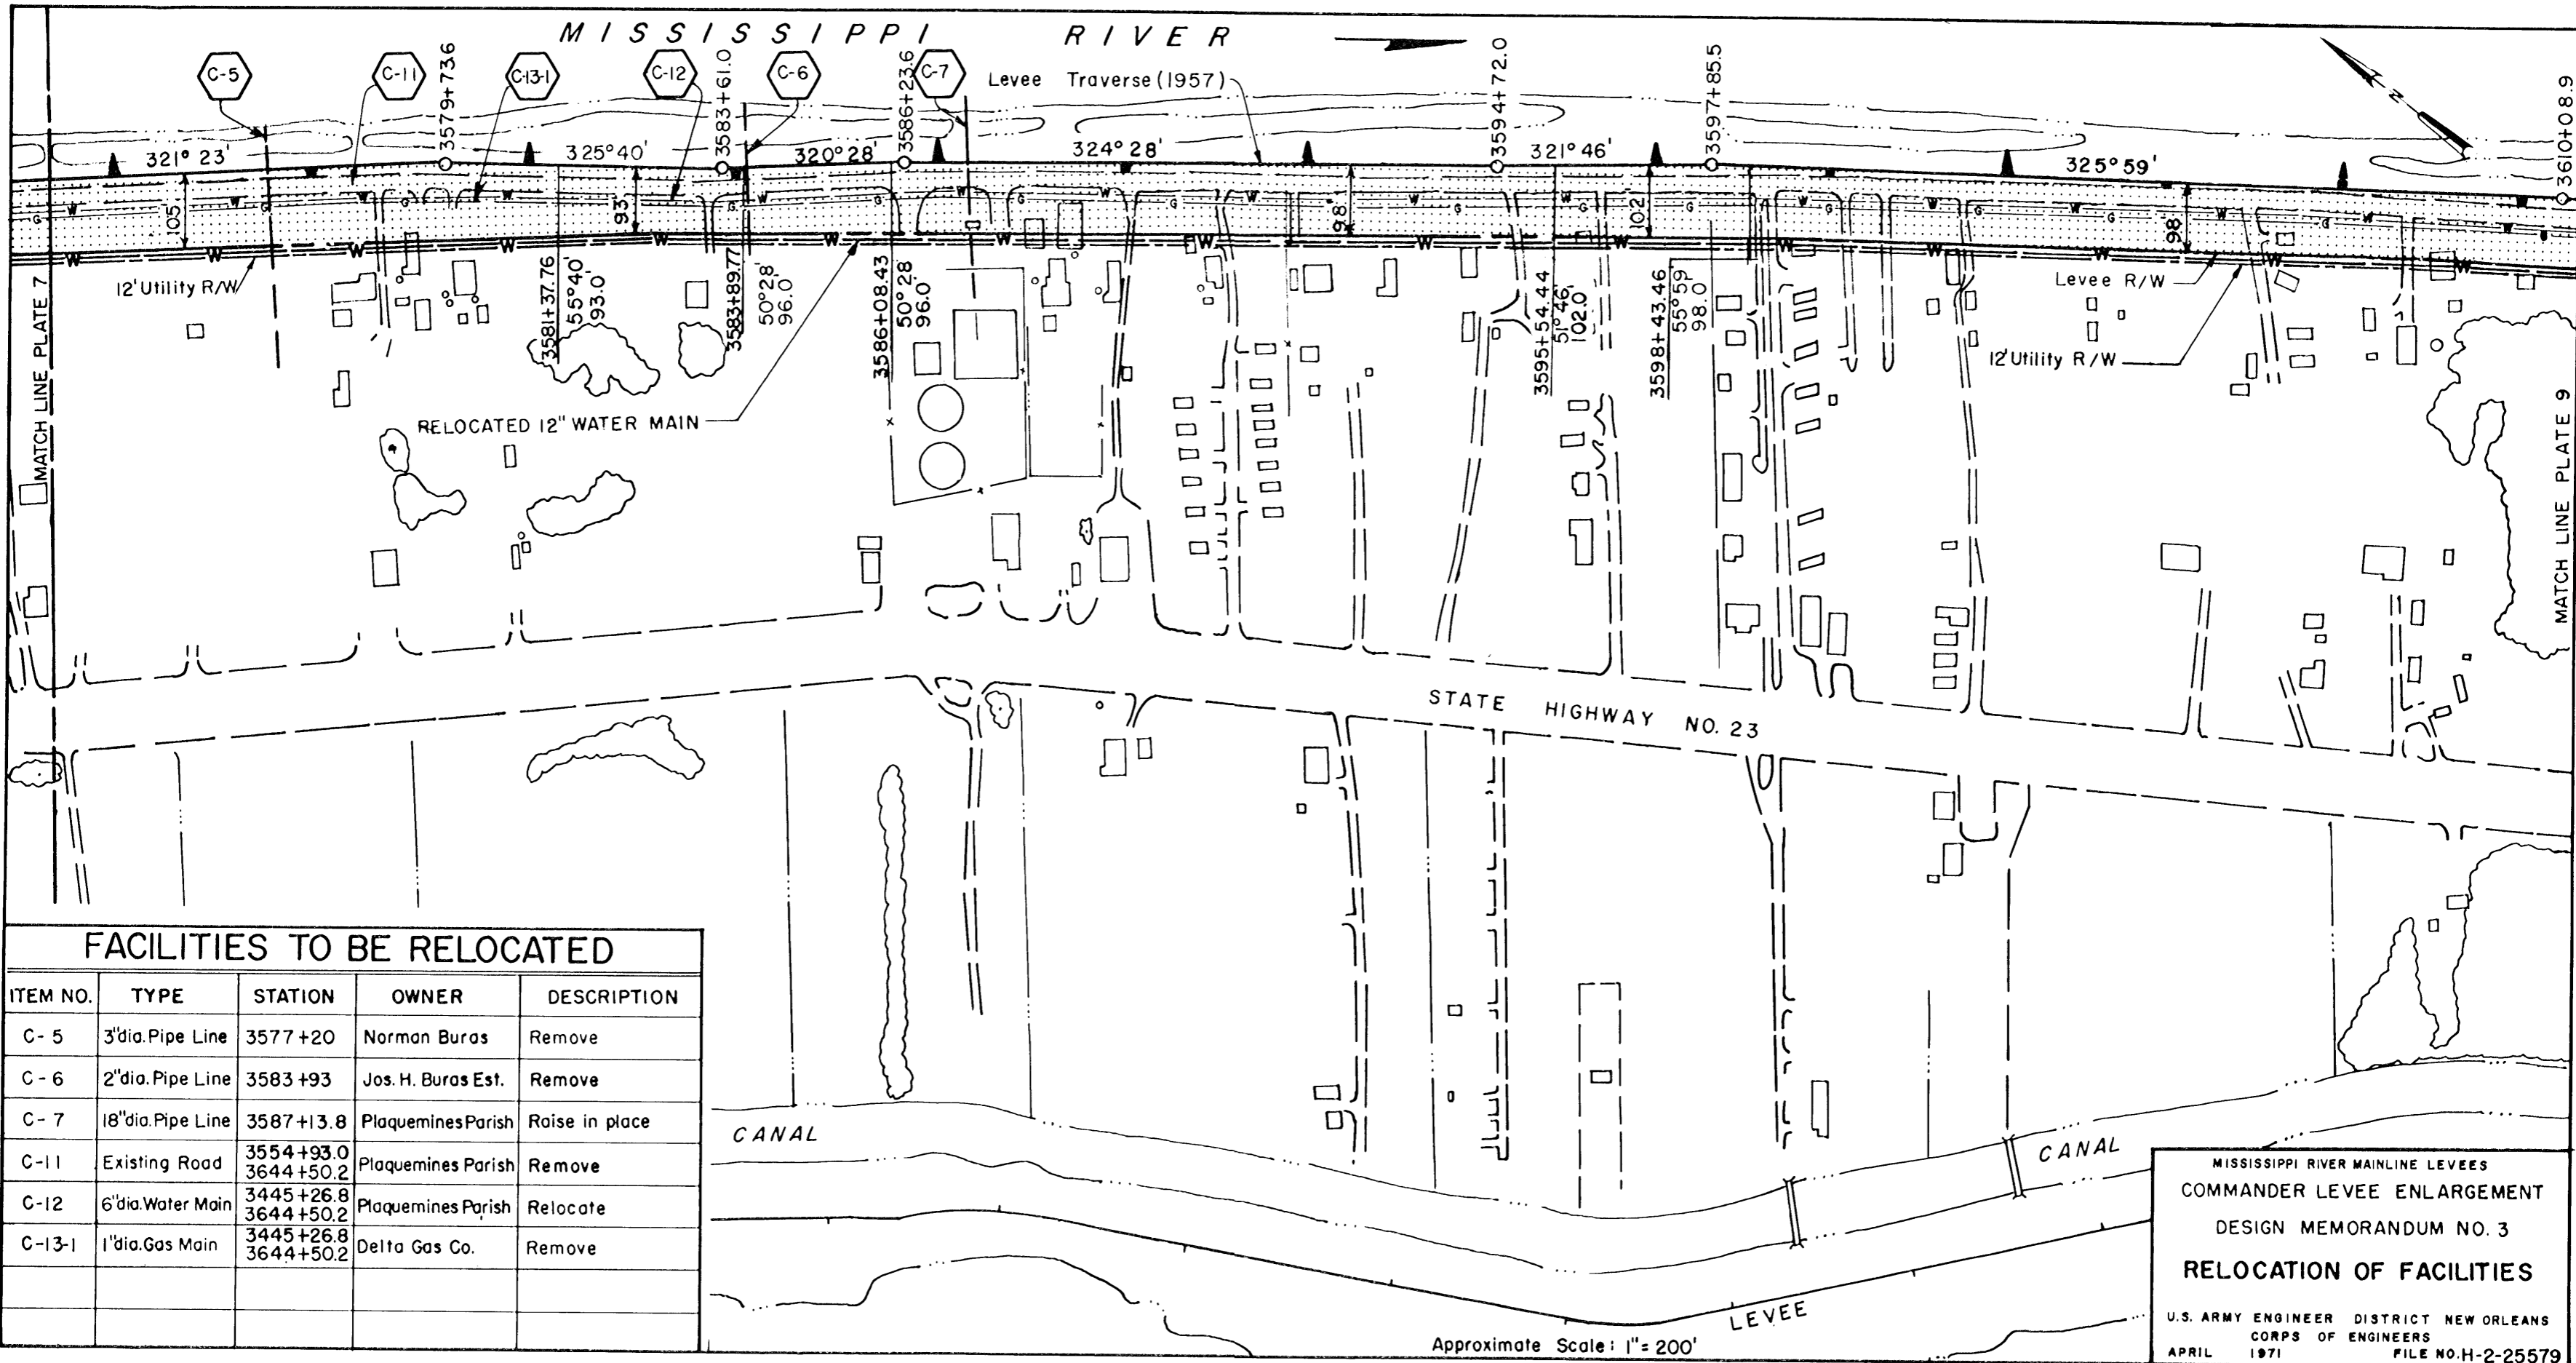 MISSISSIPPI RIVER
C-5
C-11
C-13-1
C-12
C-6
C-7
Levee Traverse (1957)
N
3579+73.6
3583+61.0
3586+23.6
3594+72.0
3597+85.5
3610+08.9
321° 23'
325° 40'
320° 28'
324° 28'
321° 46'
325° 59'
105'
93'
98'
102'
98'
W W W W W W W W W W W W W W
G G G G G G G G G G
W W W W W W W W W W W W W
12' Utility R/W
3581+37.76
55°40'
93.0'
3583+89.77
50°28'
96.0'
3586+08.43
50°28'
96.0'
3595+54.44
51°46'
102.0'
3598+43.46
55°59'
98.0'
Levee R/W
12' Utility R/W
MATCH LINE PLATE 7
RELOCATED 12" WATER MAIN
MATCH LINE PLATE 9
STATE HIGHWAY NO. 23
CANAL
CANAL
LEVEE
Approximate Scale: 1" = 200'
FACILITIES TO BE RELOCATED
ITEM NO. TYPE STATION OWNER DESCRIPTION
C-5 3"dia. Pipe Line 3577+20 Norman Buras Remove
C-6 2"dia. Pipe Line 3583+93 Jos. H. Buras Est. Remove
C-7 18"dia. Pipe Line 3587+13.8 Plaquemines Parish Raise in place
C-11 Existing Road 3554+93.0 Plaquemines Parish Remove
3644+50.2
C-12 6"dia. Water Main 3445+26.8 Plaquemines Parish Relocate
3644+50.2
C-13-1 1"dia. Gas Main 3445+26.8 Delta Gas Co. Remove
3644+50.2
MISSISSIPPI RIVER MAINLINE LEVEES
COMMANDER LEVEE ENLARGEMENT
DESIGN MEMORANDUM NO. 3
RELOCATION OF FACILITIES
U.S. ARMY ENGINEER DISTRICT NEW ORLEANS
CORPS OF ENGINEERS
APRIL 1971 FILE NO. H-2-25579